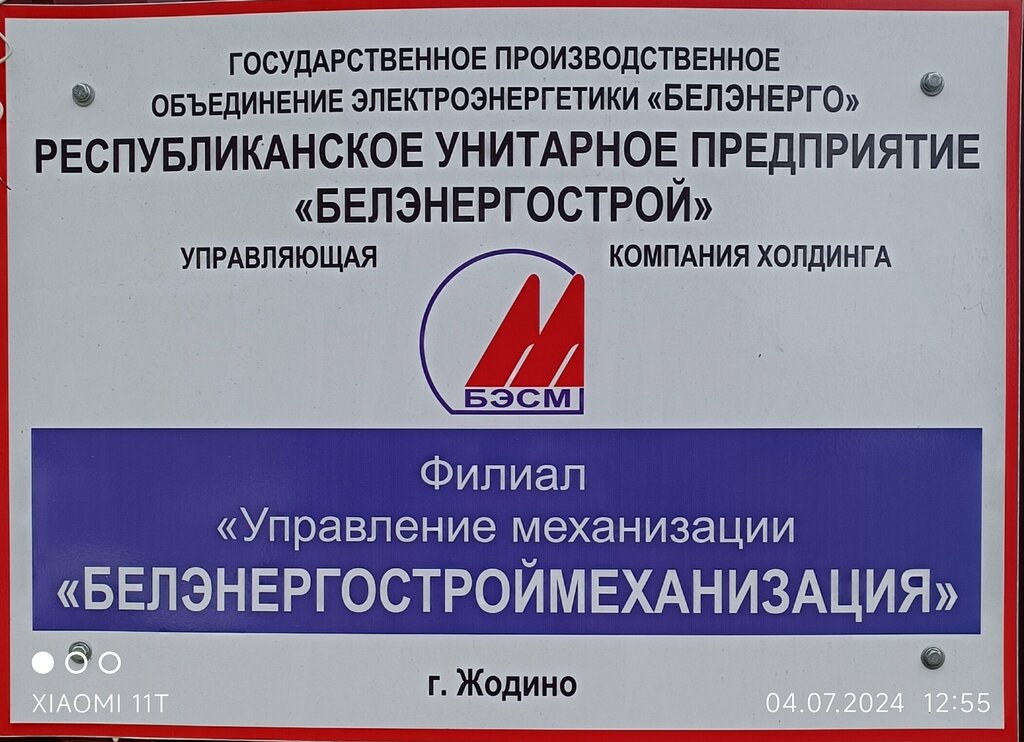 ГОСУДАРСТВЕННОЕ ПРОИЗВОДСТВЕННОЕ
ОБЪЕДИНЕНИЕ ЭЛЕКТРОЭНЕРГЕТИКИ «БЕЛЭНЕРГО»
РЕСПУБЛИКАНСКОЕ УНИТАРНОЕ ПРЕДПРИЯТИЕ
«БЕЛЭНЕРГОСТРОЙ»
УПРАВЛЯЮЩАЯ КОМПАНИЯ ХОЛДИНГА
БЭСМ
Филиал
«Управление механизации
«БЕЛЭНЕРГОСТРОЙМЕХАНИЗАЦИЯ»
г. Жодино
XIAOMI 11T
04.07.2024 12:55